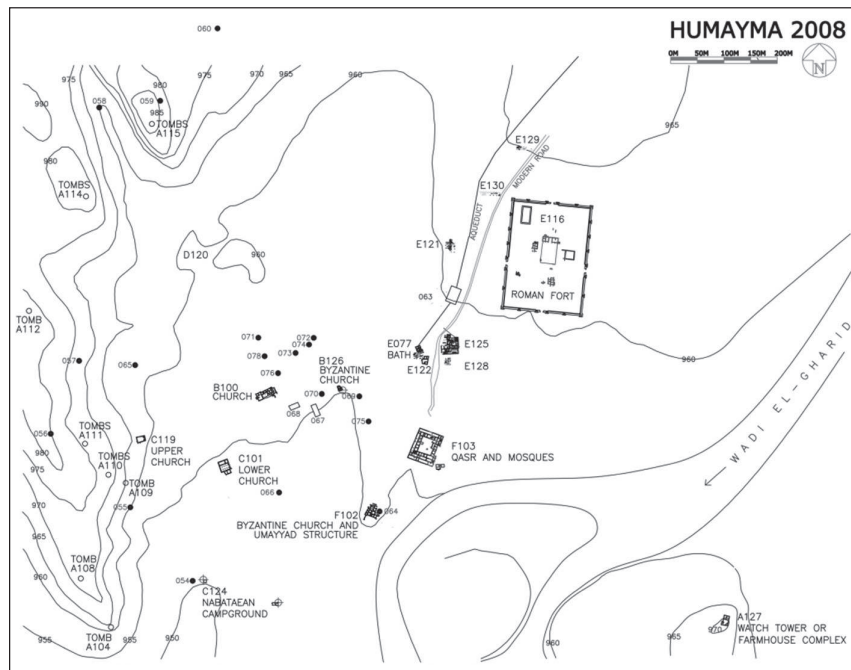 HUMAYMA 2008
0M 50M 100M 150M 200M
N
060
975
980
975
970
965
960
990
058
059
985
TOMBS
A115
965
E129
MODERN ROAD
E130
AQUEDUCT
980
TOMBS
A114
E116
E121
D120
960
063
ROMAN FORT
TOMB
A112
071
072
074
078
073
E077
BATH
E125
E122
E128
960
057
065
076
B126
BYZANTINE
CHURCH
B100
CHURCH
070
069
068
067
075
WADI EL-GHARID
056
980
975
TOMBS
A111
C119
UPPER
CHURCH
F103
QASR AND MOSQUES
TOMBS
A110
C101
LOWER
CHURCH
TOMB
A109
066
970
055
F102
064
BYZANTINE CHURCH AND
UMAYYAD STRUCTURE
965
960
TOMB
A108
054
C124
NABATAEAN
CAMPGROUND
A127
WATCH TOWER OR
FARMHOUSE COMPLEX
970
965
960
955
TOMB
A104
955
950